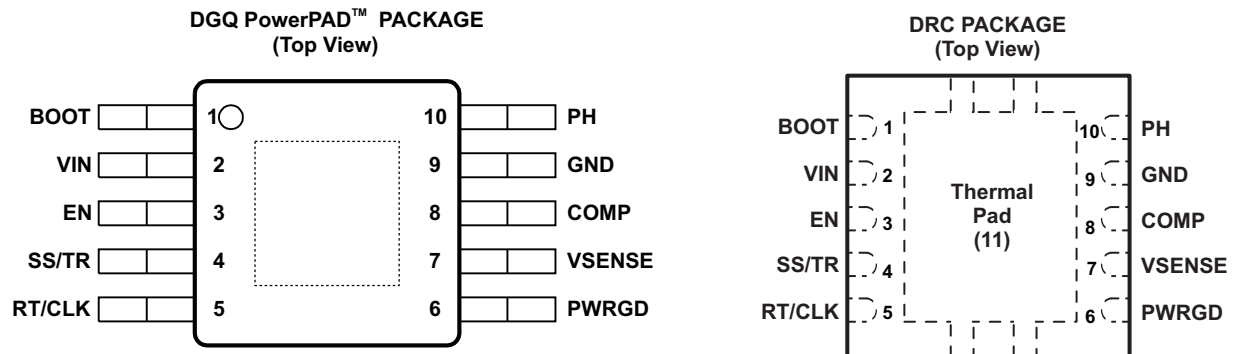 DGQ PowerPAD™ PACKAGE
(Top View)
BOOT 1 10 PH
VIN 2 9 GND
EN 3 8 COMP
SS/TR 4 7 VSENSE
RT/CLK 5 6 PWRGD
DRC PACKAGE
(Top View)
BOOT 1 10 PH
VIN 2 9 GND
EN 3 8 COMP
SS/TR 4 7 VSENSE
RT/CLK 5 6 PWRGD
Thermal
Pad
(11)